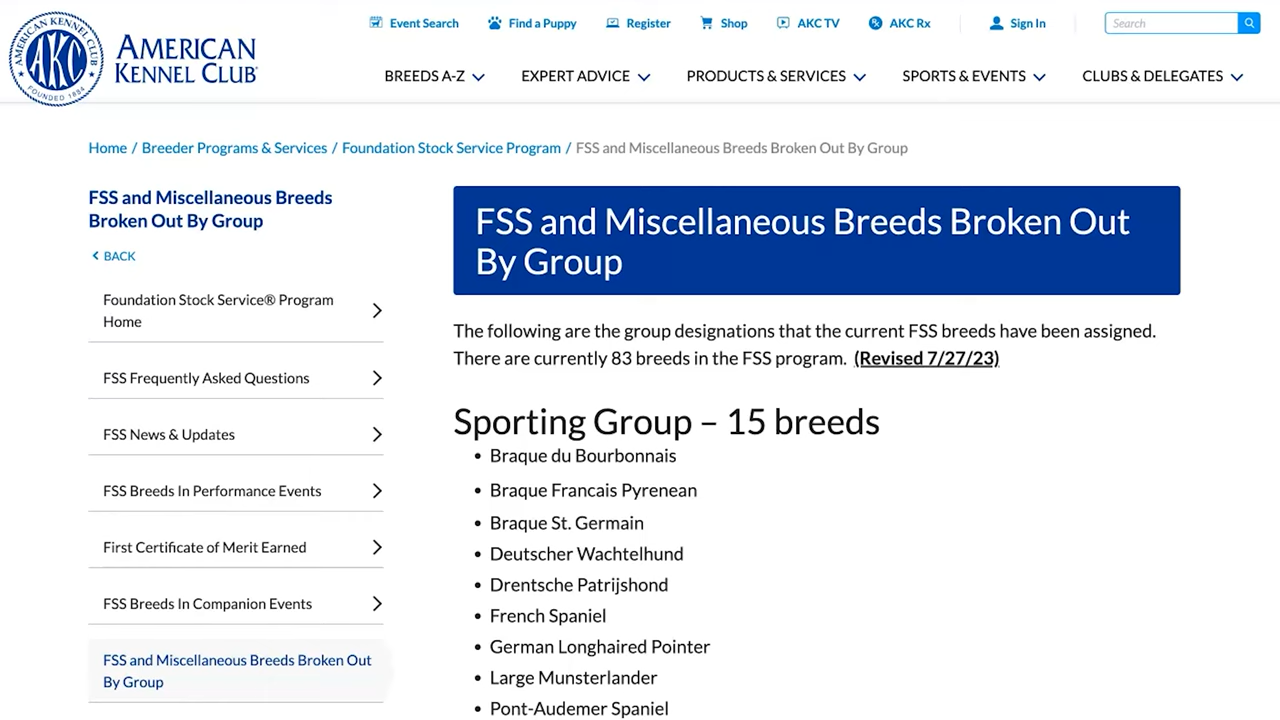 Event Search
Find a Puppy
Register
Shop
AKC TV
AKC Rx
Sign In
Search
AMERICAN KENNEL CLUB
AKC
FOUNDED 1884
AMERICAN
KENNEL CLUB®
BREEDS A-Z
EXPERT ADVICE
PRODUCTS & SERVICES
SPORTS & EVENTS
CLUBS & DELEGATES
Home / Breeder Programs & Services / Foundation Stock Service Program / FSS and Miscellaneous Breeds Broken Out By Group
FSS and Miscellaneous Breeds
Broken Out By Group
BACK
Foundation Stock Service® Program
Home
FSS Frequently Asked Questions
FSS News & Updates
FSS Breeds In Performance Events
First Certificate of Merit Earned
FSS Breeds In Companion Events
FSS and Miscellaneous Breeds Broken Out
By Group
FSS and Miscellaneous Breeds Broken Out
By Group
The following are the group designations that the current FSS breeds have been assigned.
There are currently 83 breeds in the FSS program. (Revised 7/27/23)
Sporting Group – 15 breeds
• Braque du Bourbonnais
• Braque Francais Pyrenean
• Braque St. Germain
• Deutscher Wachtelhund
• Drentsche Patrijshond
• French Spaniel
• German Longhaired Pointer
• Large Munsterlander
• Pont-Audemer Spaniel